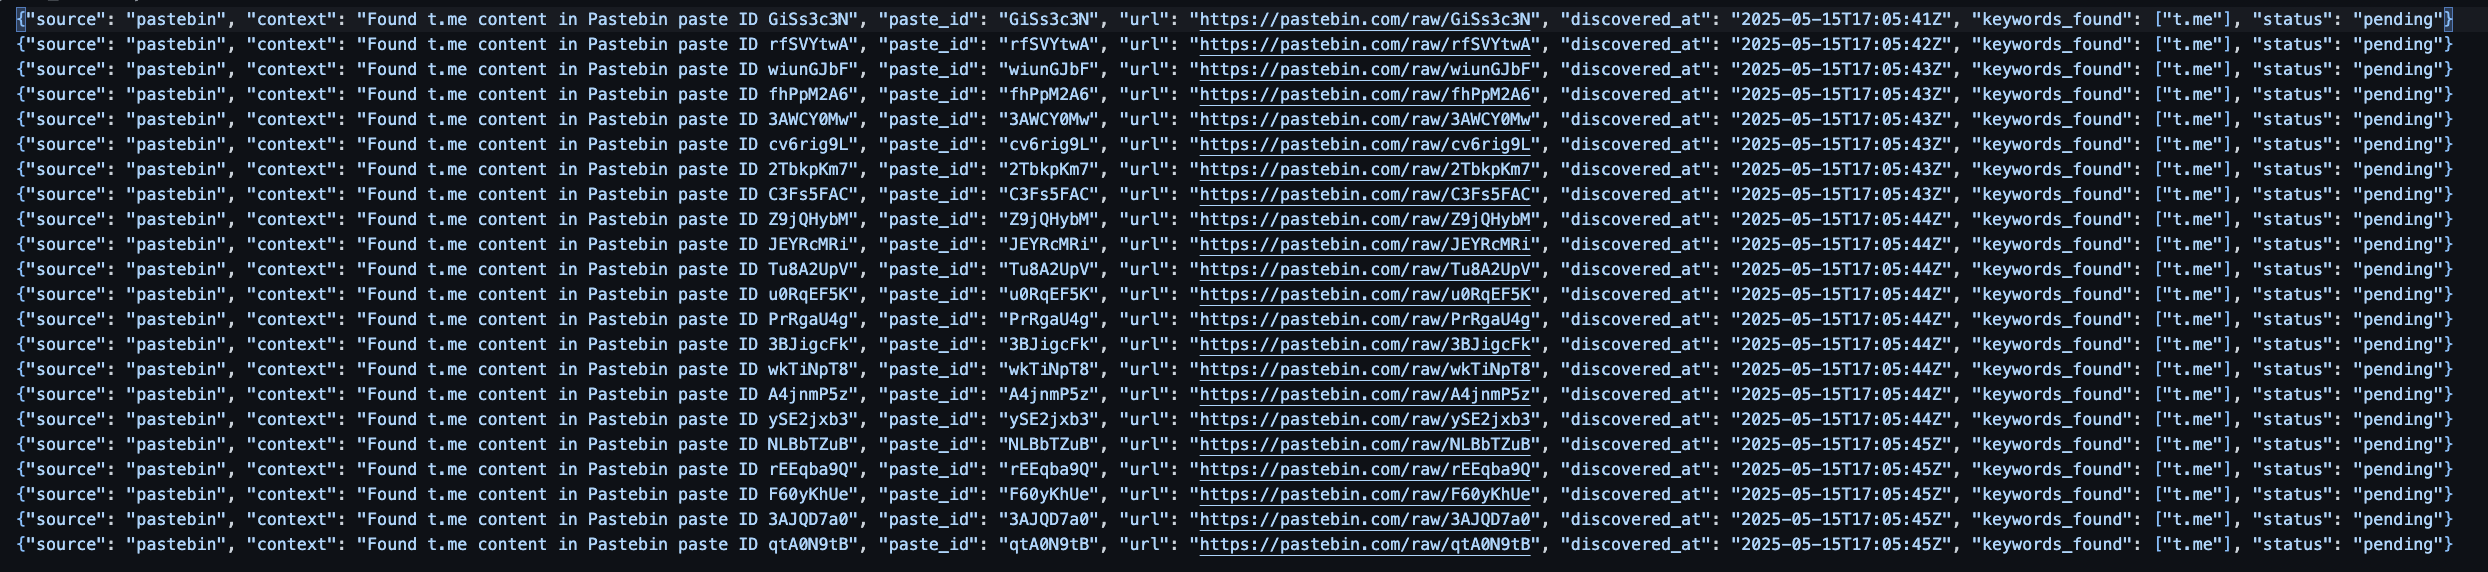 {"source": "pastebin", "context": "Found t.me content in Pastebin paste ID GiSs3c3N", "paste_id": "GiSs3c3N", "url": "https://pastebin.com/raw/GiSs3c3N", "discovered_at": "2025-05-15T17:05:41Z", "keywords_found": ["t.me"], "status": "pending"}
{"source": "pastebin", "context": "Found t.me content in Pastebin paste ID rfSVYtwA", "paste_id": "rfSVYtwA", "url": "https://pastebin.com/raw/rfSVYtwA", "discovered_at": "2025-05-15T17:05:42Z", "keywords_found": ["t.me"], "status": "pending"}
{"source": "pastebin", "context": "Found t.me content in Pastebin paste ID wiunGJbF", "paste_id": "wiunGJbF", "url": "https://pastebin.com/raw/wiunGJbF", "discovered_at": "2025-05-15T17:05:43Z", "keywords_found": ["t.me"], "status": "pending"}
{"source": "pastebin", "context": "Found t.me content in Pastebin paste ID fhPpM2A6", "paste_id": "fhPpM2A6", "url": "https://pastebin.com/raw/fhPpM2A6", "discovered_at": "2025-05-15T17:05:43Z", "keywords_found": ["t.me"], "status": "pending"}
{"source": "pastebin", "context": "Found t.me content in Pastebin paste ID 3AWCY0Mw", "paste_id": "3AWCY0Mw", "url": "https://pastebin.com/raw/3AWCY0Mw", "discovered_at": "2025-05-15T17:05:43Z", "keywords_found": ["t.me"], "status": "pending"}
{"source": "pastebin", "context": "Found t.me content in Pastebin paste ID cv6rig9L", "paste_id": "cv6rig9L", "url": "https://pastebin.com/raw/cv6rig9L", "discovered_at": "2025-05-15T17:05:43Z", "keywords_found": ["t.me"], "status": "pending"}
{"source": "pastebin", "context": "Found t.me content in Pastebin paste ID 2TbkpKm7", "paste_id": "2TbkpKm7", "url": "https://pastebin.com/raw/2TbkpKm7", "discovered_at": "2025-05-15T17:05:43Z", "keywords_found": ["t.me"], "status": "pending"}
{"source": "pastebin", "context": "Found t.me content in Pastebin paste ID C3Fs5FAC", "paste_id": "C3Fs5FAC", "url": "https://pastebin.com/raw/C3Fs5FAC", "discovered_at": "2025-05-15T17:05:43Z", "keywords_found": ["t.me"], "status": "pending"}
{"source": "pastebin", "context": "Found t.me content in Pastebin paste ID Z9jQHybM", "paste_id": "Z9jQHybM", "url": "https://pastebin.com/raw/Z9jQHybM", "discovered_at": "2025-05-15T17:05:44Z", "keywords_found": ["t.me"], "status": "pending"}
{"source": "pastebin", "context": "Found t.me content in Pastebin paste ID JEYRcMRi", "paste_id": "JEYRcMRi", "url": "https://pastebin.com/raw/JEYRcMRi", "discovered_at": "2025-05-15T17:05:44Z", "keywords_found": ["t.me"], "status": "pending"}
{"source": "pastebin", "context": "Found t.me content in Pastebin paste ID Tu8A2UpV", "paste_id": "Tu8A2UpV", "url": "https://pastebin.com/raw/Tu8A2UpV", "discovered_at": "2025-05-15T17:05:44Z", "keywords_found": ["t.me"], "status": "pending"}
{"source": "pastebin", "context": "Found t.me content in Pastebin paste ID u0RqEF5K", "paste_id": "u0RqEF5K", "url": "https://pastebin.com/raw/u0RqEF5K", "discovered_at": "2025-05-15T17:05:44Z", "keywords_found": ["t.me"], "status": "pending"}
{"source": "pastebin", "context": "Found t.me content in Pastebin paste ID PrRgaU4g", "paste_id": "PrRgaU4g", "url": "https://pastebin.com/raw/PrRgaU4g", "discovered_at": "2025-05-15T17:05:44Z", "keywords_found": ["t.me"], "status": "pending"}
{"source": "pastebin", "context": "Found t.me content in Pastebin paste ID 3BJigcFk", "paste_id": "3BJigcFk", "url": "https://pastebin.com/raw/3BJigcFk", "discovered_at": "2025-05-15T17:05:44Z", "keywords_found": ["t.me"], "status": "pending"}
{"source": "pastebin", "context": "Found t.me content in Pastebin paste ID wkTiNpT8", "paste_id": "wkTiNpT8", "url": "https://pastebin.com/raw/wkTiNpT8", "discovered_at": "2025-05-15T17:05:44Z", "keywords_found": ["t.me"], "status": "pending"}
{"source": "pastebin", "context": "Found t.me content in Pastebin paste ID A4jnmP5z", "paste_id": "A4jnmP5z", "url": "https://pastebin.com/raw/A4jnmP5z", "discovered_at": "2025-05-15T17:05:44Z", "keywords_found": ["t.me"], "status": "pending"}
{"source": "pastebin", "context": "Found t.me content in Pastebin paste ID ySE2jxb3", "paste_id": "ySE2jxb3", "url": "https://pastebin.com/raw/ySE2jxb3", "discovered_at": "2025-05-15T17:05:44Z", "keywords_found": ["t.me"], "status": "pending"}
{"source": "pastebin", "context": "Found t.me content in Pastebin paste ID NLBbTZuB", "paste_id": "NLBbTZuB", "url": "https://pastebin.com/raw/NLBbTZuB", "discovered_at": "2025-05-15T17:05:45Z", "keywords_found": ["t.me"], "status": "pending"}
{"source": "pastebin", "context": "Found t.me content in Pastebin paste ID rEEqba9Q", "paste_id": "rEEqba9Q", "url": "https://pastebin.com/raw/rEEqba9Q", "discovered_at": "2025-05-15T17:05:45Z", "keywords_found": ["t.me"], "status": "pending"}
{"source": "pastebin", "context": "Found t.me content in Pastebin paste ID F60yKhUe", "paste_id": "F60yKhUe", "url": "https://pastebin.com/raw/F60yKhUe", "discovered_at": "2025-05-15T17:05:45Z", "keywords_found": ["t.me"], "status": "pending"}
{"source": "pastebin", "context": "Found t.me content in Pastebin paste ID 3AJQD7a0", "paste_id": "3AJQD7a0", "url": "https://pastebin.com/raw/3AJQD7a0", "discovered_at": "2025-05-15T17:05:45Z", "keywords_found": ["t.me"], "status": "pending"}
{"source": "pastebin", "context": "Found t.me content in Pastebin paste ID qtA0N9tB", "paste_id": "qtA0N9tB", "url": "https://pastebin.com/raw/qtA0N9tB", "discovered_at": "2025-05-15T17:05:45Z", "keywords_found": ["t.me"], "status": "pending"}